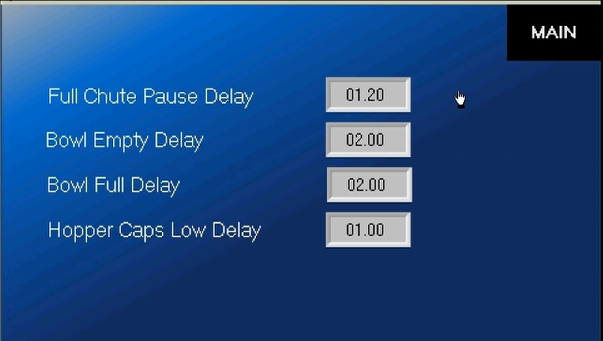 MAIN
Full Chute Pause Delay 01.20
Bowl Empty Delay 02.00
Bowl Full Delay 02.00
Hopper Caps Low Delay 01.00